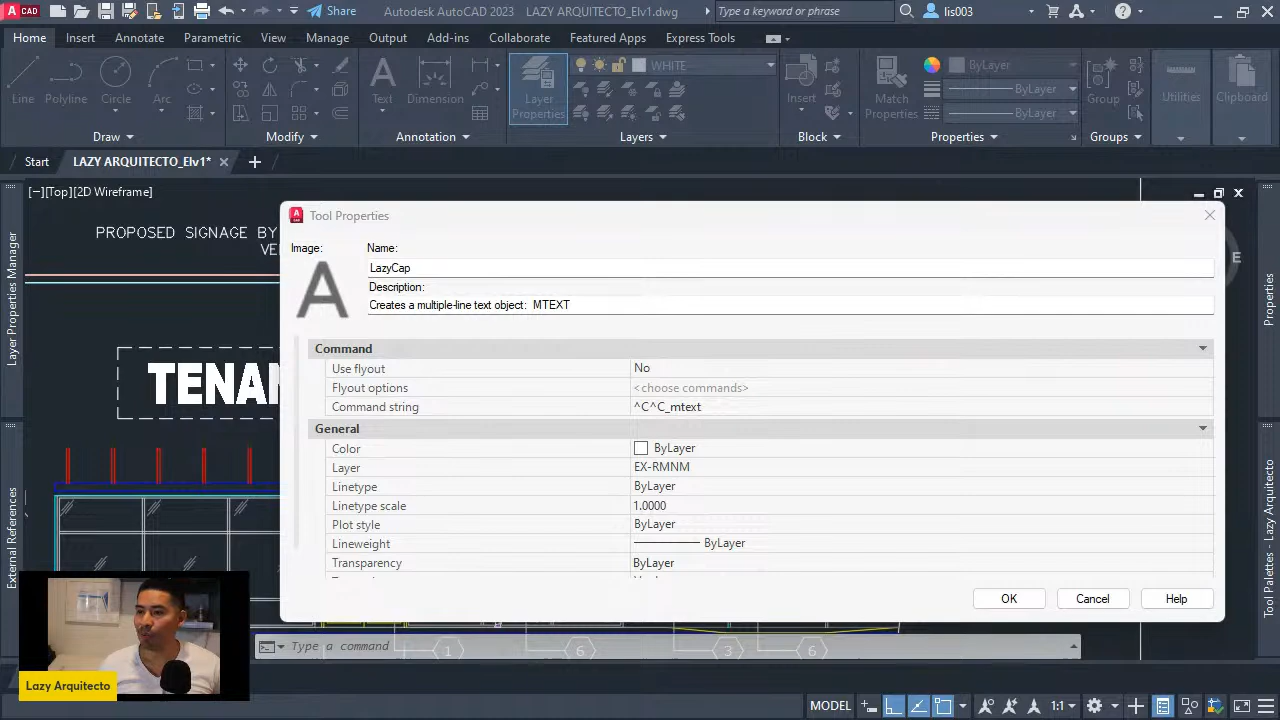 CAD
Share
Autodesk AutoCAD 2023 LAZY ARQUITECTO_Elv1.dwg
Type a keyword or phrase
lis003
Home Insert Annotate Parametric View Manage Output Add-ins Collaborate Featured Apps Express Tools
Line Polyline Circle Arc
Text Dimension
Layer Properties
WHITE
Insert
Match Properties
ByLayer
ByLayer
ByLayer
Group
Utilities
Clipboard
Draw Modify Annotation Layers Block Properties Groups
Start LAZY ARQUITECTO_Elv1*
[−][Top][2D Wireframe]
PROPOSED SIGNAGE BY
E
Layer Properties Manager
External References
Properties
Tool Palettes - Lazy Arquitecto
Tool Properties
Image:
Name:
LazyCap
Description:
Creates a multiple-line text object: MTEXT
A
Command
Use flyout No
Flyout options <choose commands>
Command string ^C^C_mtext
General
Color ByLayer
Layer EX-RMNM
Linetype ByLayer
Linetype scale 1.0000
Plot style ByLayer
Lineweight ByLayer
Transparency ByLayer
OK Cancel Help
Type a command
1 6 3 6
Lazy Arquitecto
MODEL
1:1